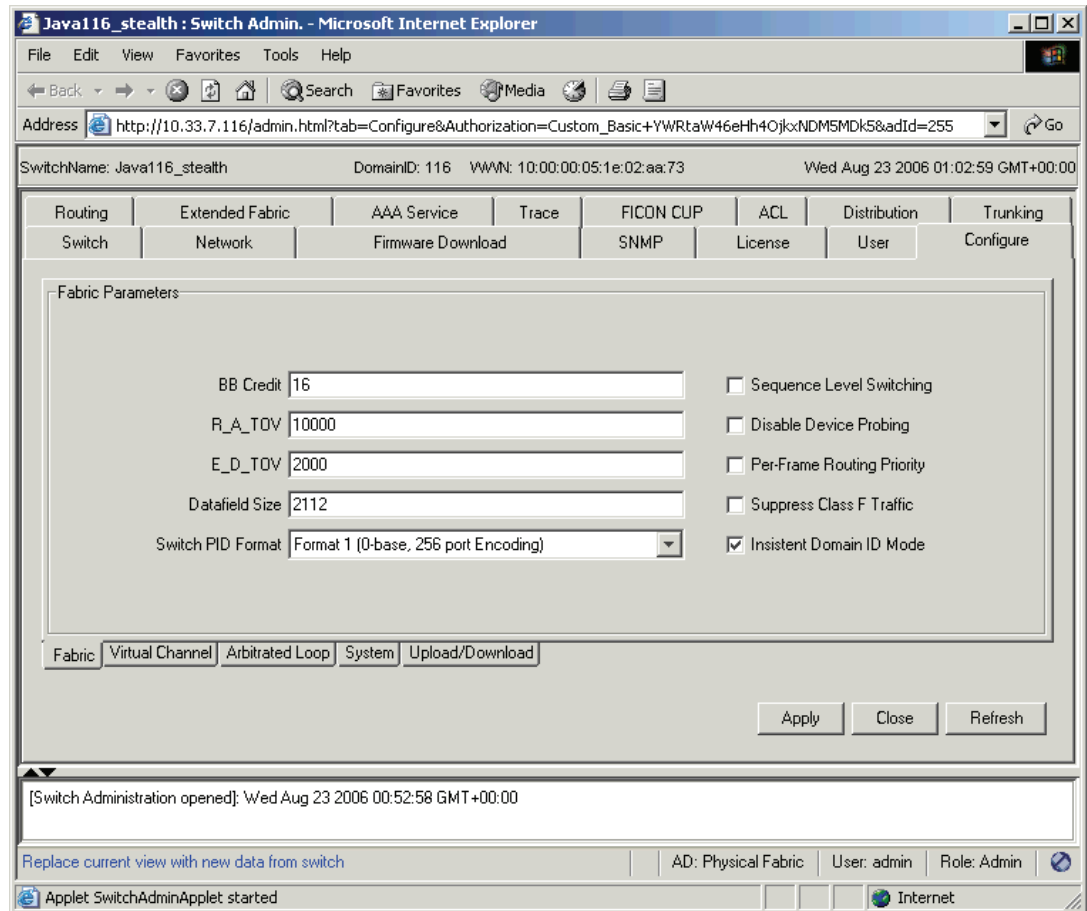 Java116_stealth : Switch Admin. - Microsoft Internet Explorer
File Edit View Favorites Tools Help
Back Search Favorites Media
Address http://10.33.7.116/admin.html?tab=Configure&Authorization=Custom_Basic+YWRtaW46eHh4OjkxNDM5MDk5&adId=255 Go
SwitchName: Java116_stealth DomainID: 116 WWN: 10:00:00:05:1e:02:aa:73 Wed Aug 23 2006 01:02:59 GMT+00:00
Routing Extended Fabric AAA Service Trace FICON CUP ACL Distribution Trunking
Switch Network Firmware Download SNMP License User Configure
Fabric Parameters
BB Credit 16 Sequence Level Switching
R_A_TOV 10000 Disable Device Probing
E_D_TOV 2000 Per-Frame Routing Priority
Datafield Size 2112 Suppress Class F Traffic
Switch PID Format Format 1 (0-base, 256 port Encoding) Insistent Domain ID Mode
Fabric Virtual Channel Arbitrated Loop System Upload/Download
Apply Close Refresh
[Switch Administration opened]: Wed Aug 23 2006 00:52:58 GMT+00:00
Replace current view with new data from switch AD: Physical Fabric User: admin Role: Admin
Applet SwitchAdminApplet started Internet